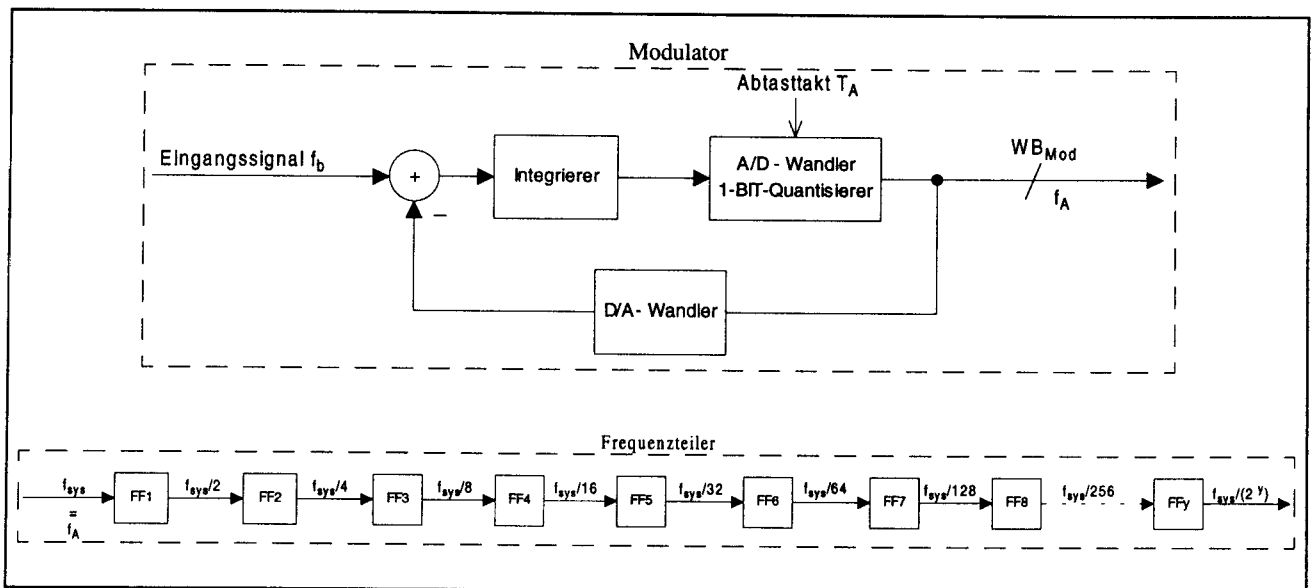 Modulator
Abtasttakt T_A
Eingangssignal f_b
+
−
Integrierer
A/D - Wandler
1-BIT-Quantisierer
WB_Mod
f_A
D/A - Wandler
Frequenzteiler
f_sys
=
f_A
FF1
f_sys/2
FF2
f_sys/4
FF3
f_sys/8
FF4
f_sys/16
FF5
f_sys/32
FF6
f_sys/64
FF7
f_sys/128
FF8
f_sys/256
FFy
f_sys/(2^y)